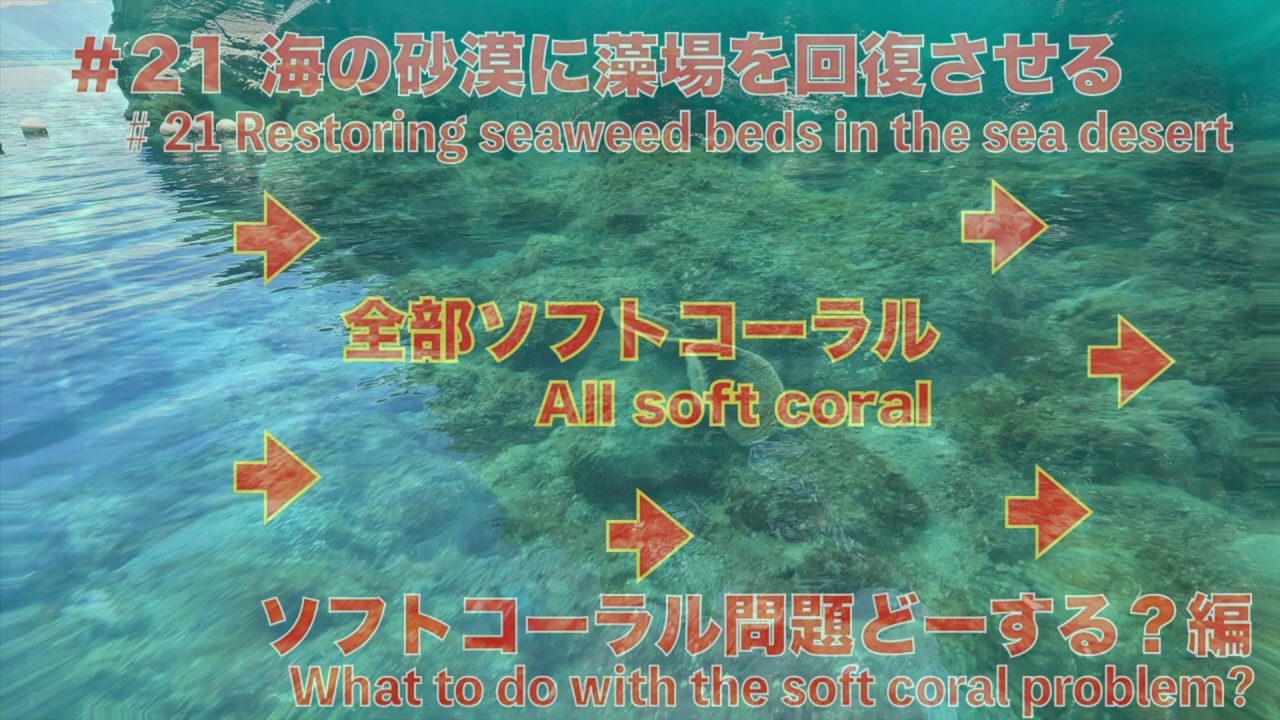 #21 海の砂漠に藻場を回復させる
# 21 Restoring seaweed beds in the sea desert
全部ソフトコーラル
All soft coral
ソフトコーラル問題どーする？編
What to do with the soft coral problem?